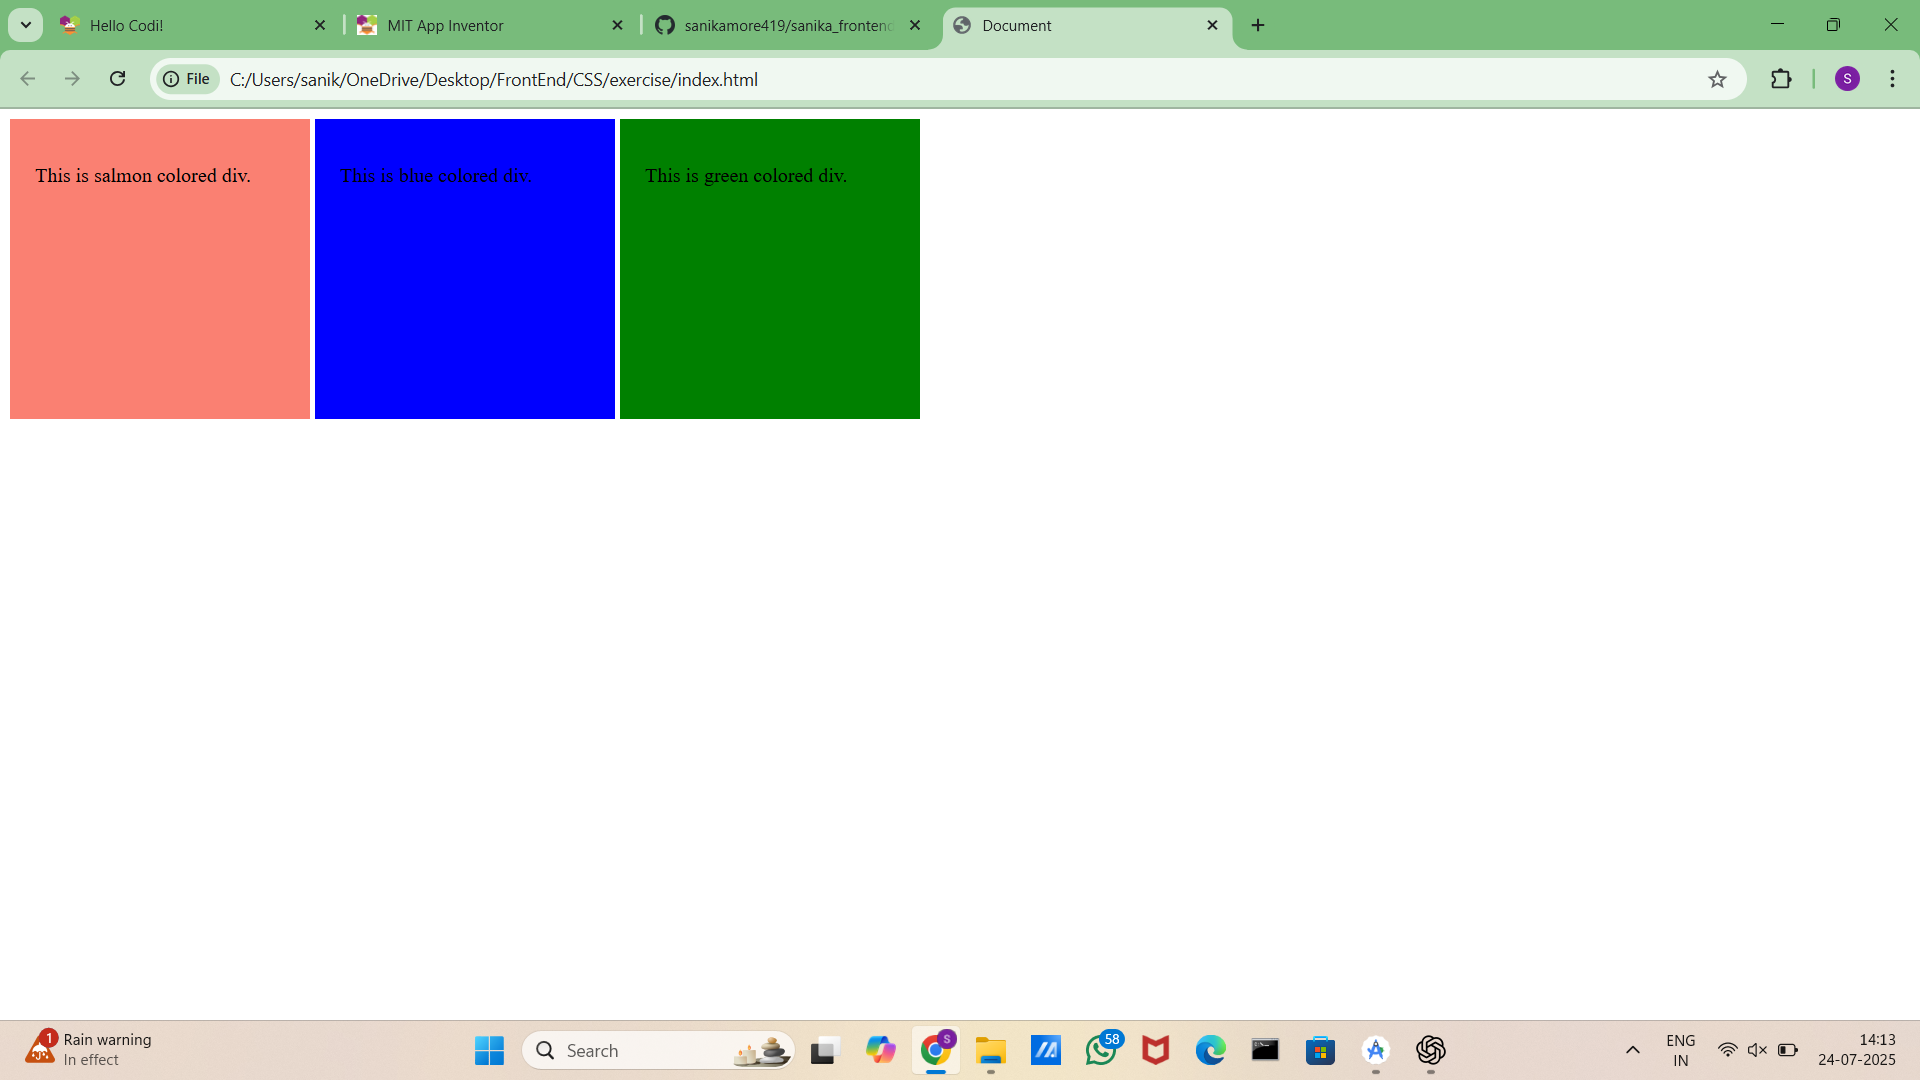 Hello Codi!
MIT App Inventor
sanikamore419/sanika_frontend
Document
File
C:/Users/sanik/OneDrive/Desktop/FrontEnd/CSS/exercise/index.html
S
This is salmon colored div.
This is blue colored div.
This is green colored div.
1
Rain warning
In effect
Search
S
58
ENG
IN
14:13
24-07-2025